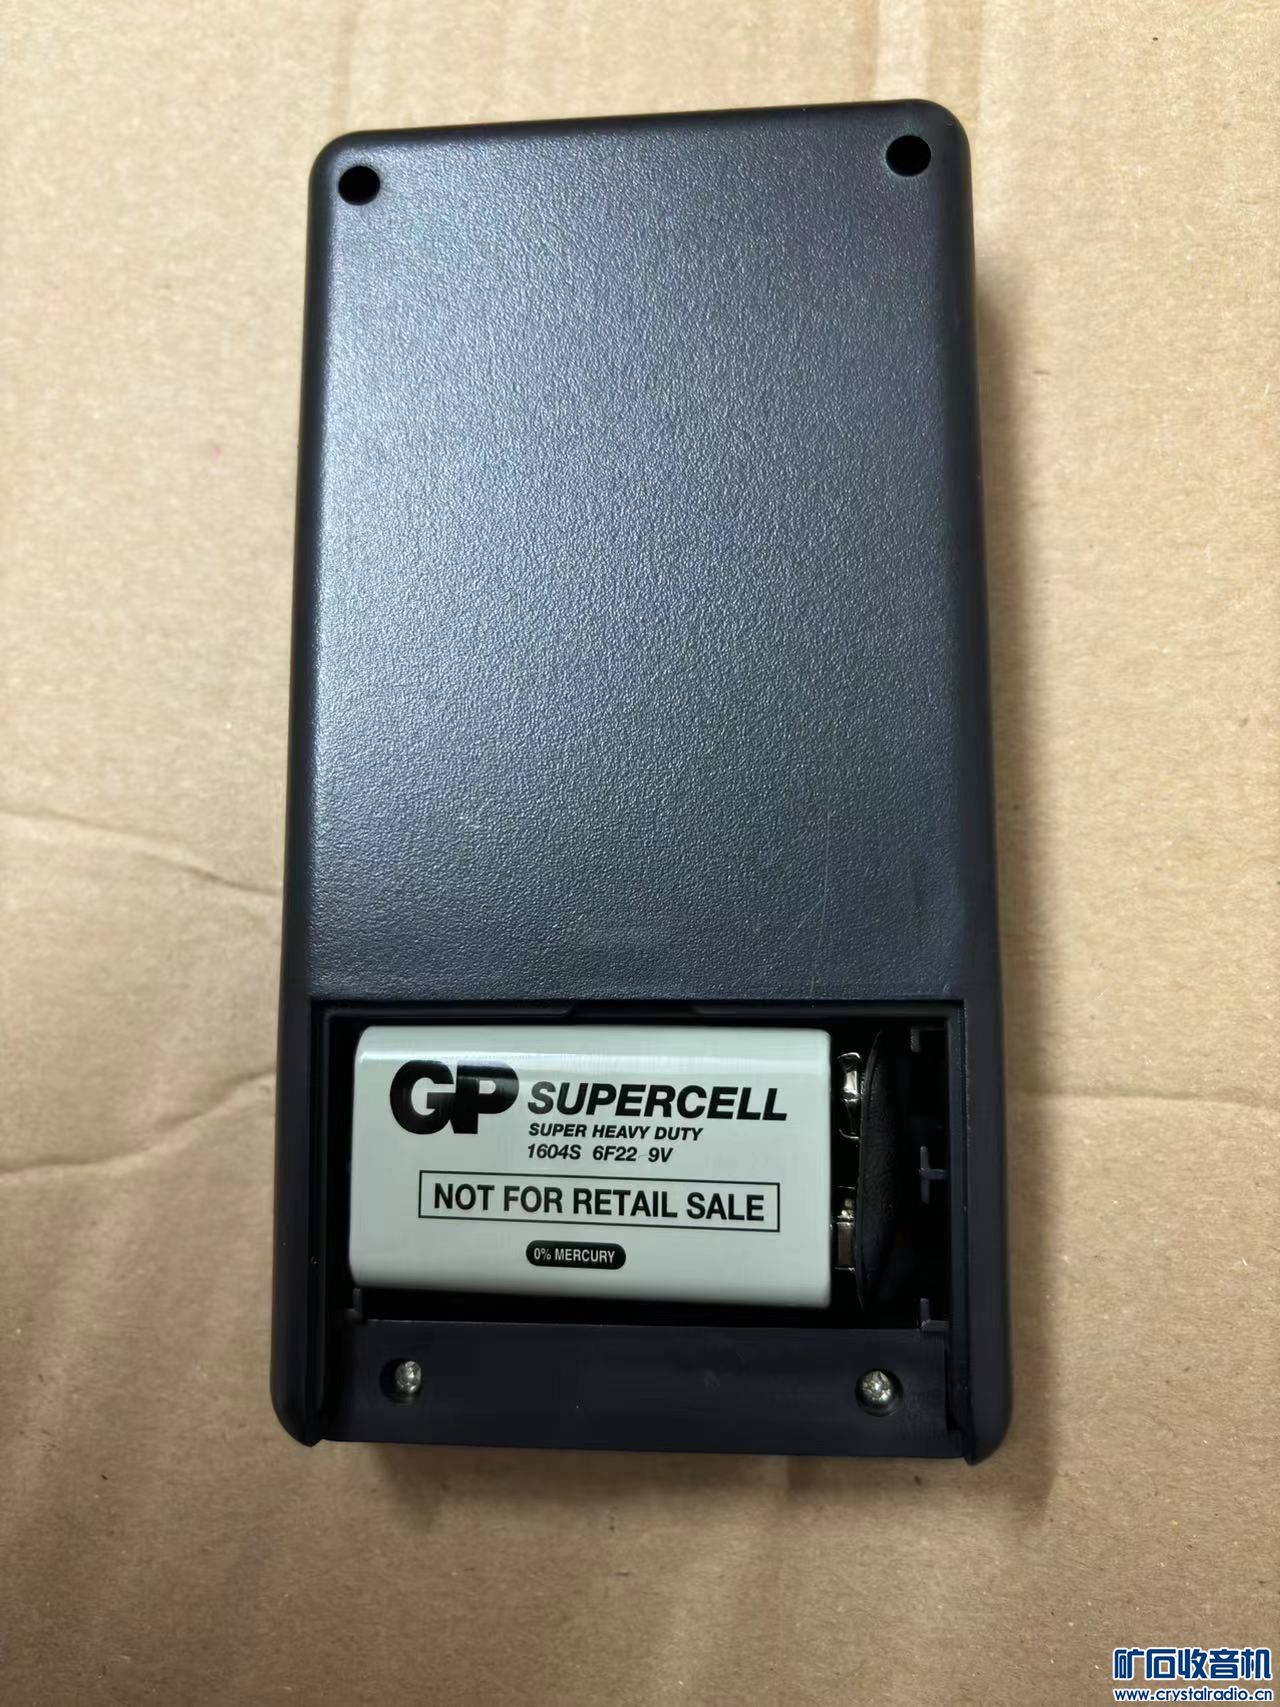 GP SUPERCELL
SUPER HEAVY DUTY
1604S 6F22 9V
NOT FOR RETAIL SALE
0% MERCURY
矿石收音机
www.crystalradio.cn